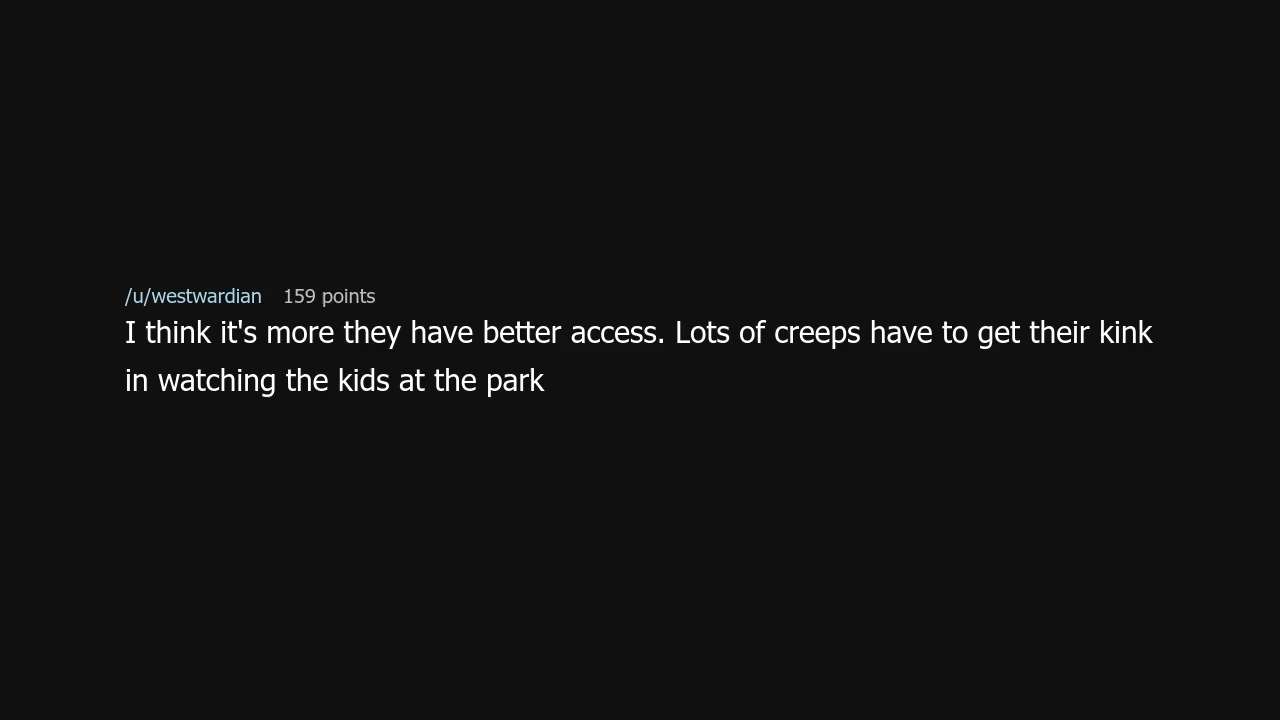 /u/westwardian 159 points
I think it's more they have better access. Lots of creeps have to get their kink
in watching the kids at the park